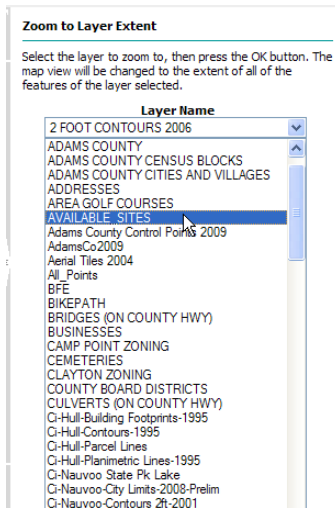 Zoom to Layer Extent
Select the layer to zoom to, then press the OK button. The
map view will be changed to the extent of all of the
features of the layer selected.
Layer Name
2 FOOT CONTOURS 2006
ADAMS COUNTY
ADAMS COUNTY CENSUS BLOCKS
ADAMS COUNTY CITIES AND VILLAGES
ADDRESSES
AREA GOLF COURSES
AVAILABLE_SITES
Adams County Control Points 2009
AdamsCo2009
Aerial Tiles 2004
All_Points
BFE
BIKEPATH
BRIDGES (ON COUNTY HWY)
BUSINESSES
CAMP POINT ZONING
CEMETERIES
CLAYTON ZONING
COUNTY BOARD DISTRICTS
CULVERTS (ON COUNTY HWY)
Ci-Hull-Building Footprints-1995
Ci-Hull-Contours-1995
Ci-Hull-Parcel Lines
Ci-Hull-Planimetric Lines-1995
Ci-Nauvoo State Pk Lake
Ci-Nauvoo-City Limits-2008-Prelim
Ci-Nauvoo-Contours 2ft-2001